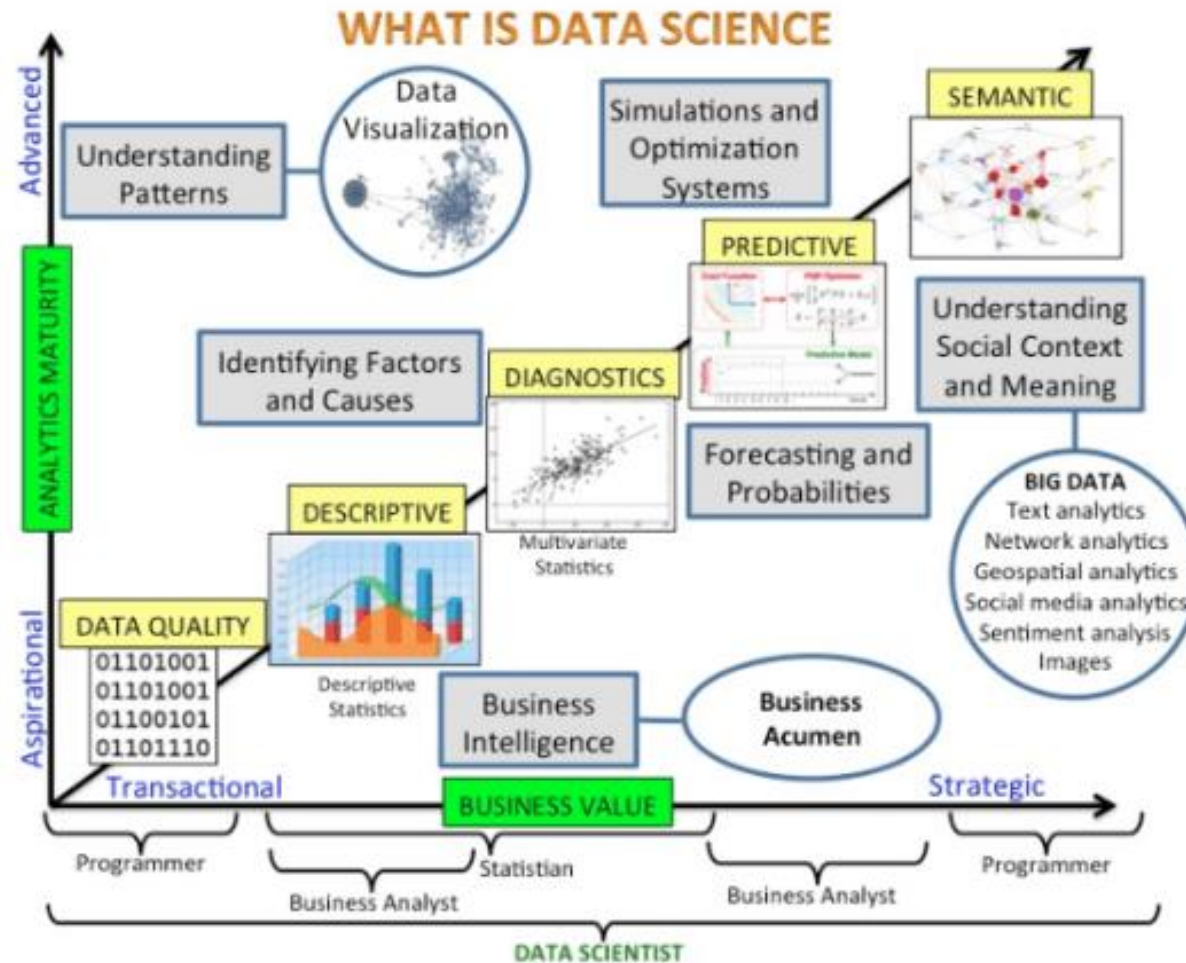 WHAT IS DATA SCIENCE
Advanced
ANALYTICS MATURITY
Aspirational
Understanding
Patterns
Data
Visualization
Simulations and
Optimization
Systems
SEMANTIC
PREDICTIVE
Identifying Factors
and Causes
DIAGNOSTICS
Understanding
Social Context
and Meaning
Forecasting and
Probabilities
DESCRIPTIVE
Multivariate
Statistics
BIG DATA
Text analytics
Network analytics
Geospatial analytics
Social media analytics
Sentiment analysis
Images
DATA QUALITY
01101001
01101001
01100101
01101110
Descriptive
Statistics
Business
Intelligence
Business
Acumen
Transactional
BUSINESS VALUE
Strategic
Programmer
Statistian
Programmer
Business Analyst
Business Analyst
DATA SCIENTIST